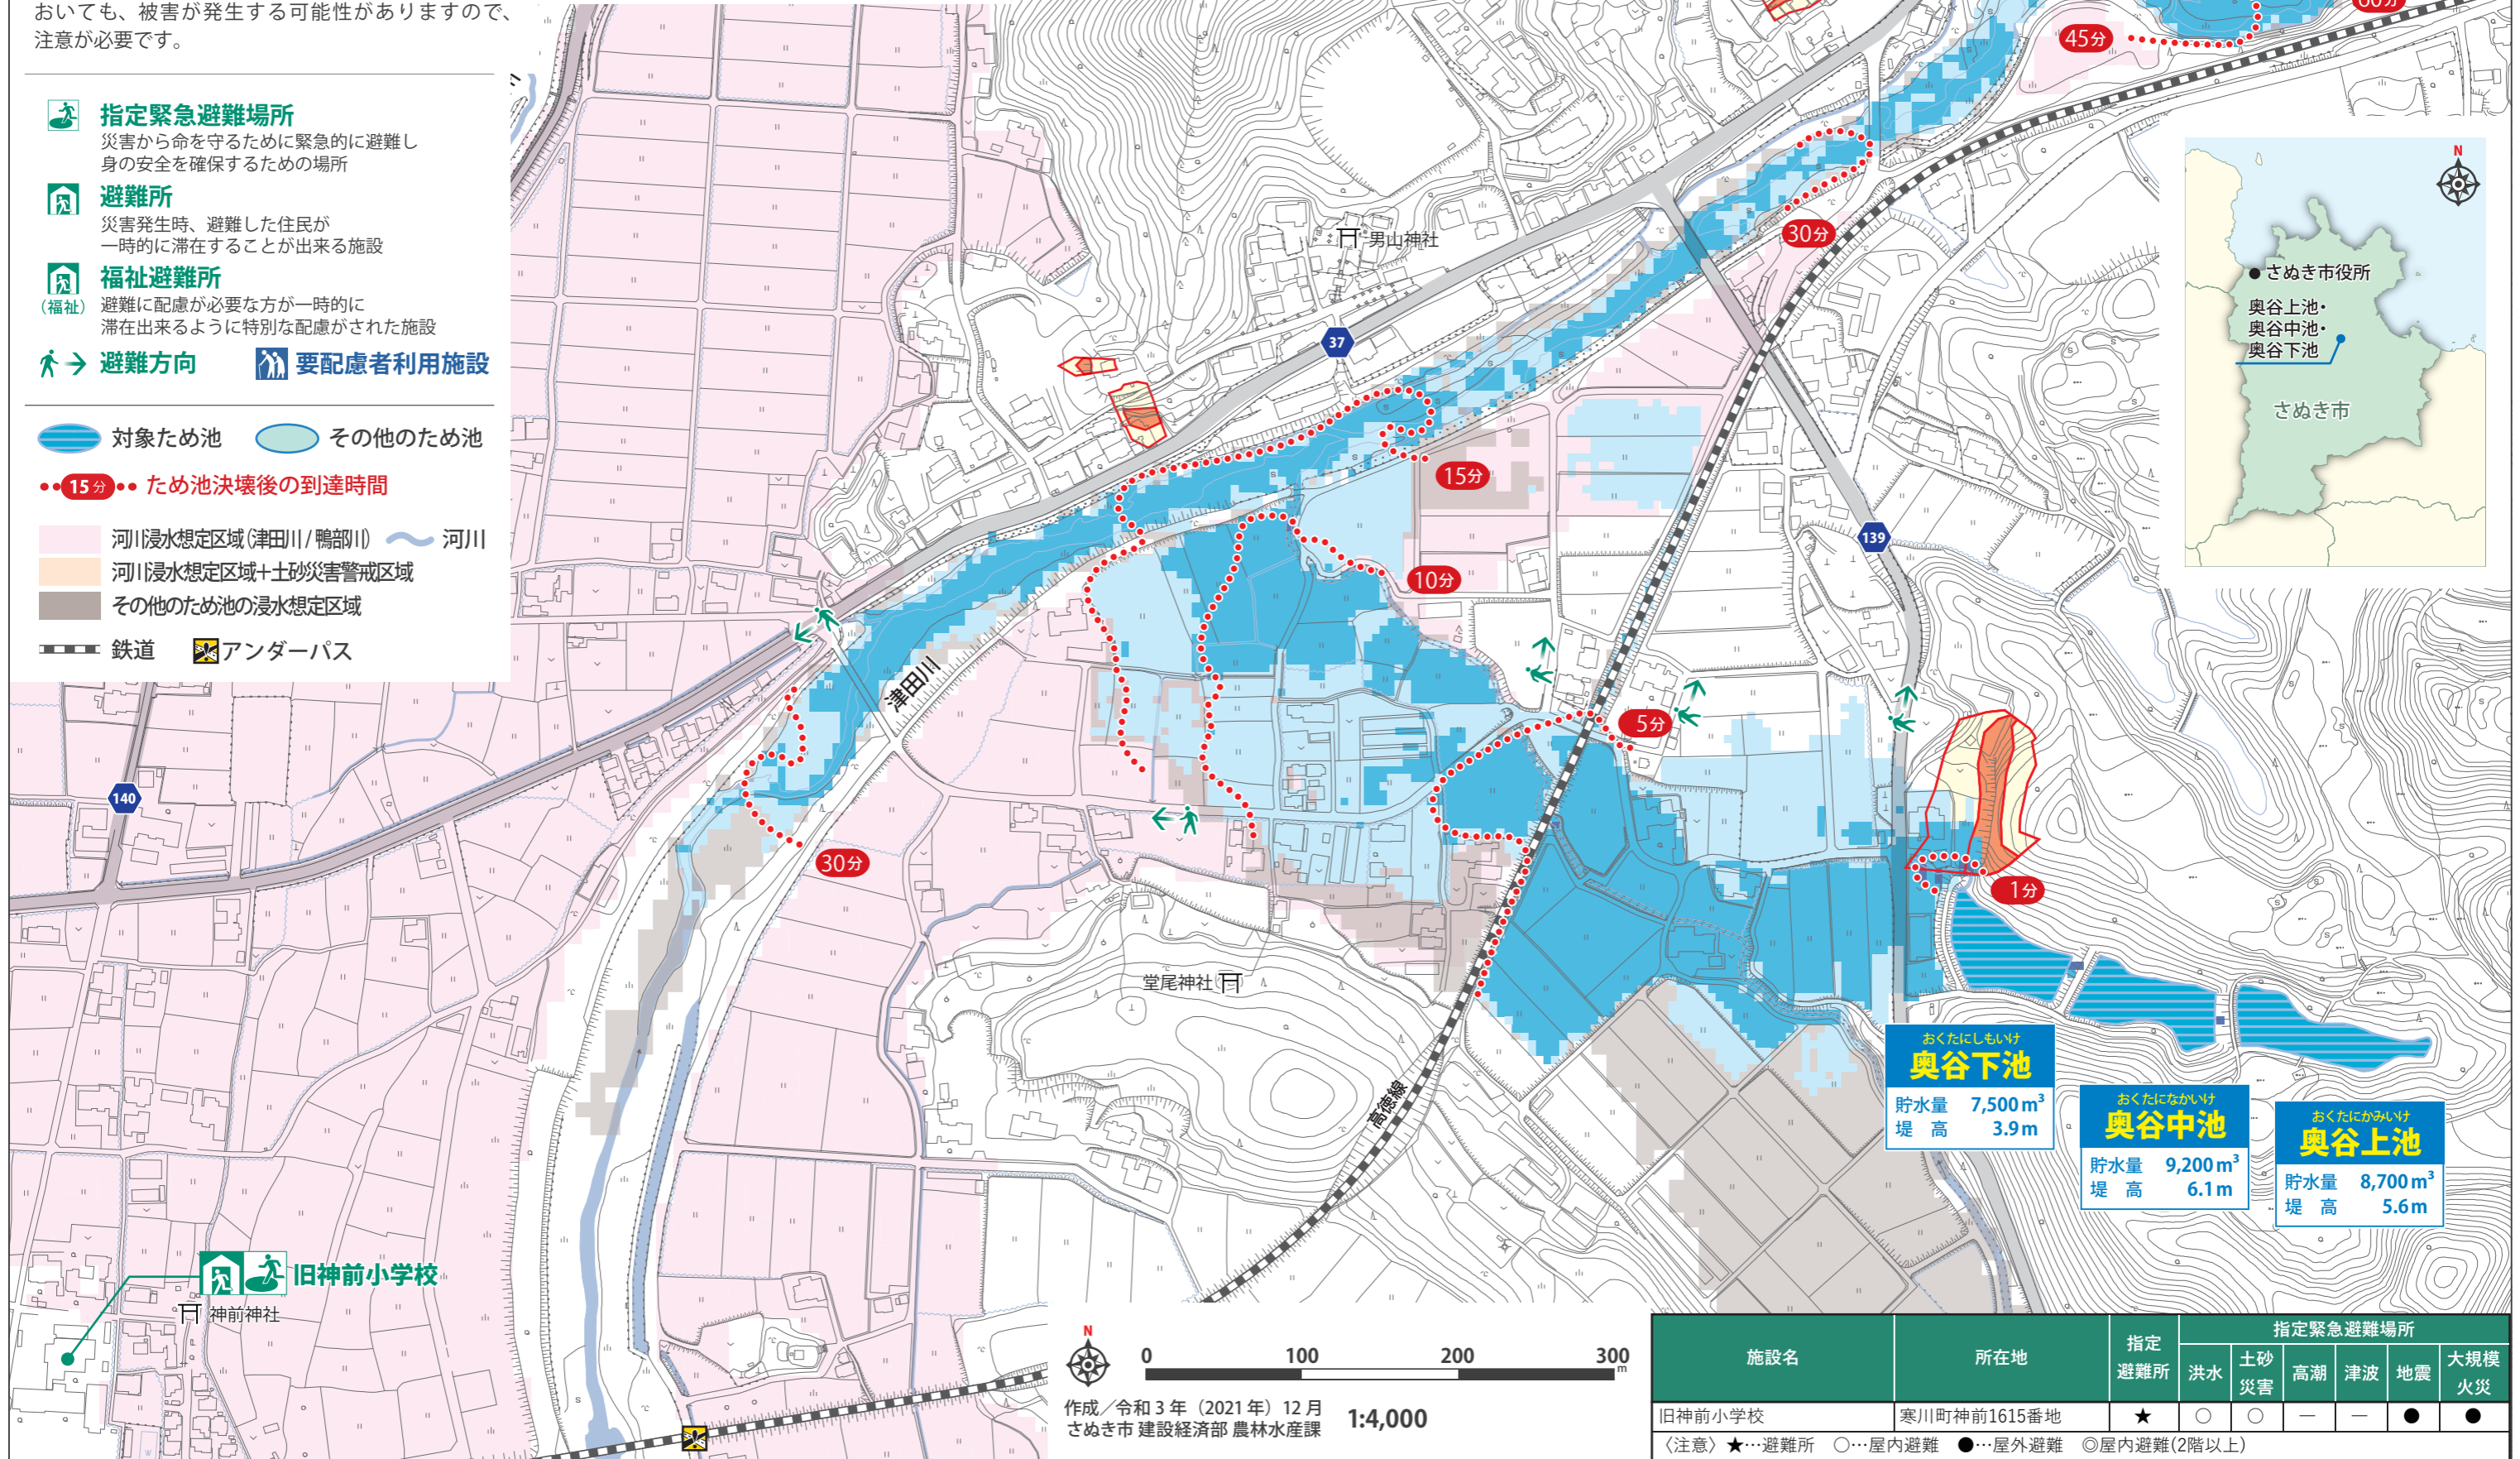 おいても、被害が発生する可能性がありますので、
注意が必要です。
指定緊急避難場所
災害から命を守るために緊急的に避難し
身の安全を確保するための場所
避難所
災害発生時、避難した住民が
一時的に滞在することが出来る施設
福祉避難所
(福祉) 避難に配慮が必要な方が一時的に
滞在出来るように特別な配慮がされた施設
避難方向 要配慮者利用施設
対象ため池 その他のため池
15分 ため池決壊後の到達時間
河川浸水想定区域(津田川/鴨部川) 河川
河川浸水想定区域+土砂災害警戒区域
その他のため池の浸水想定区域
鉄道 アンダーパス
60分
45分
30分
男山神社
37
15分
10分
139
5分
津田川
140
30分
1分
堂尾神社
高徳線
旧神前小学校
神前神社
N
さぬき市役所
奥谷上池・
奥谷中池・
奥谷下池
さぬき市
おくたにしもいけ
奥谷下池
貯水量 7,500m³
堤高 3.9m
おくたになかいけ
奥谷中池
貯水量 9,200m³
堤高 6.1m
おくたにかみいけ
奥谷上池
貯水量 8,700m³
堤高 5.6m
N
0 100 200 300
m
作成/令和3年(2021年)12月
さぬき市 建設経済部 農林水産課
1:4,000
施設名 所在地 指定避難所 指定緊急避難場所
洪水 土砂災害 高潮 津波 地震 大規模火災
旧神前小学校 寒川町神前1615番地 ★ ○ ○ — — ● ●
〈注意〉★…避難所 ○…屋内避難 ●…屋外避難 ◎屋内避難(2階以上)